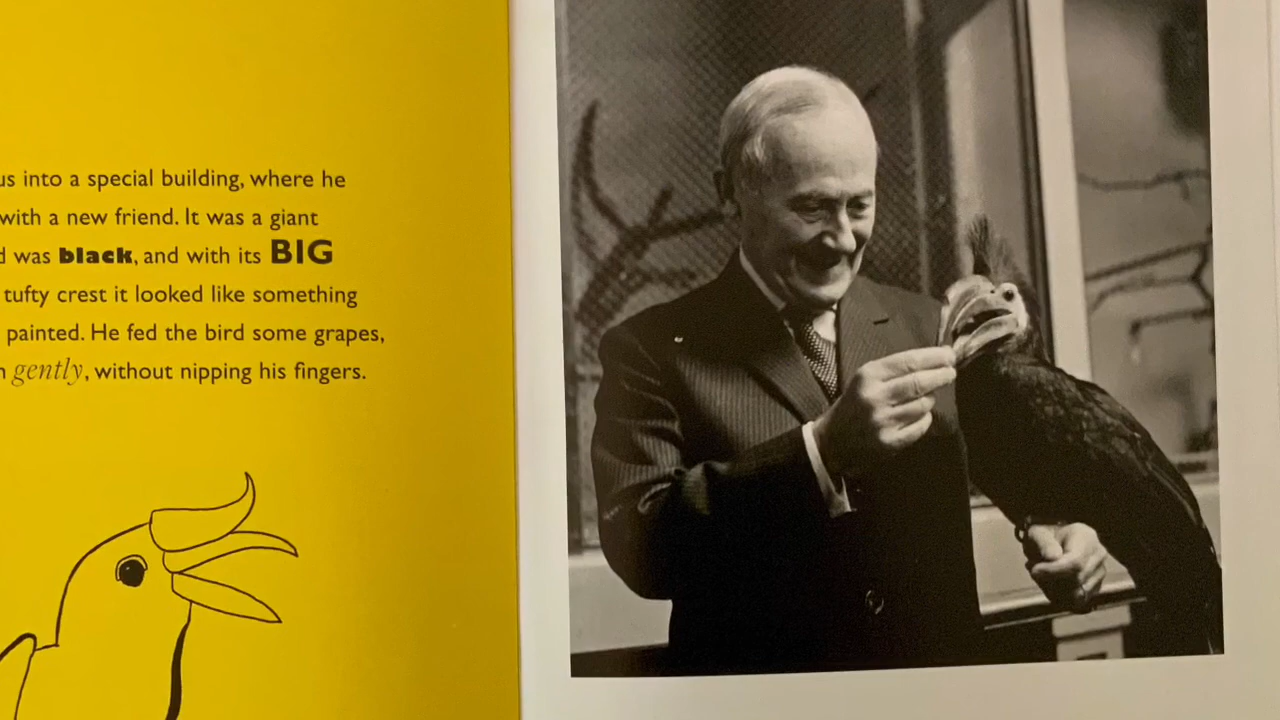 us into a special building, where he
with a new friend. It was a giant
was black, and with its BIG
tufty crest it looked like something
painted. He fed the bird some grapes,
gently, without nipping his fingers.